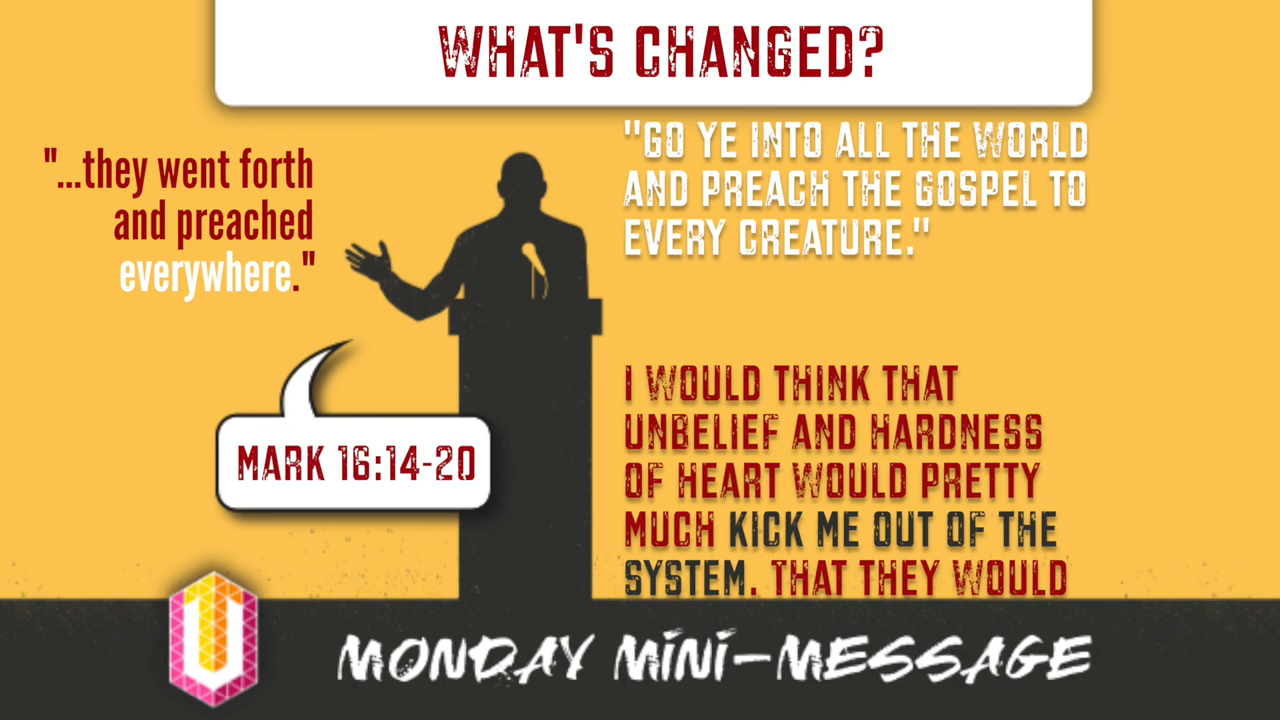 WHAT'S CHANGED?
"...they went forth
and preached
everywhere."
"GO YE INTO ALL THE WORLD
AND PREACH THE GOSPEL TO
EVERY CREATURE."
MARK 16:14-20
I WOULD THINK THAT
UNBELIEF AND HARDNESS
OF HEART WOULD PRETTY
MUCH KICK ME OUT OF THE
SYSTEM. THAT THEY WOULD
U
MONDAY MINI-MESSAGE